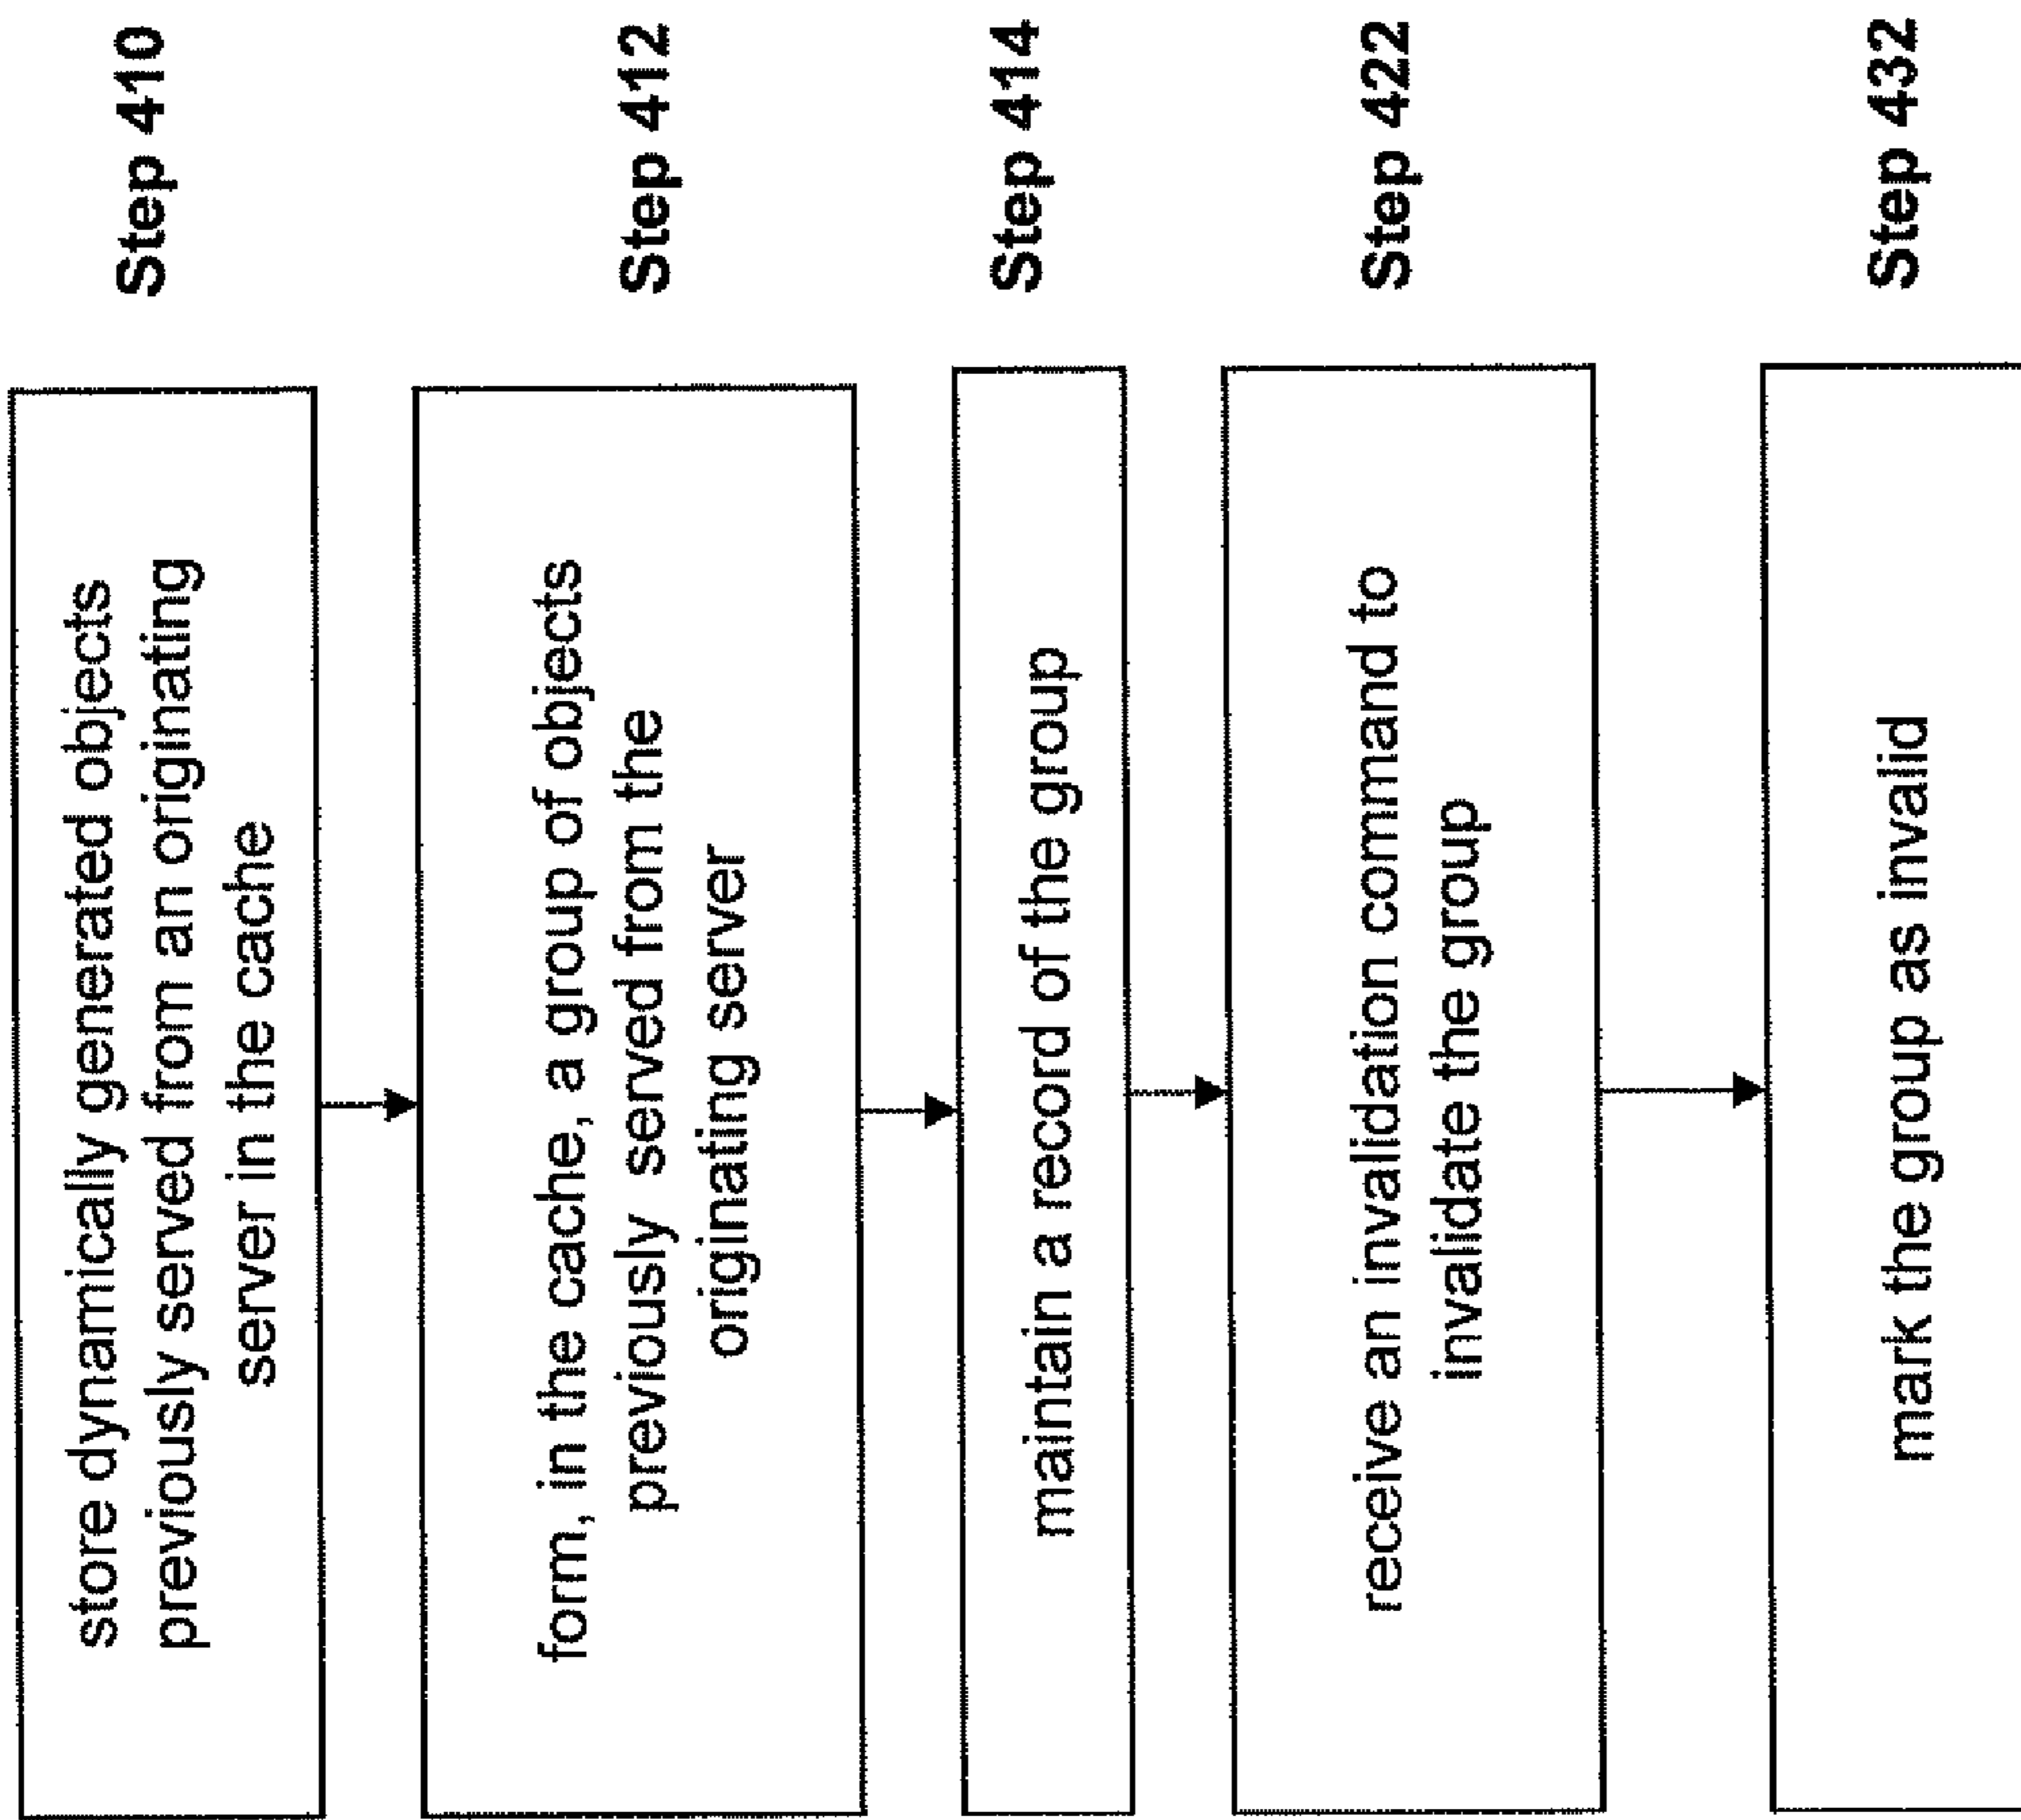 store dynamically generated objects
previously served from an originating
server in the cache
Step 410
form, in the cache, a group of objects
previously served from the
originating server
Step 412
maintain a record of the group
Step 414
receive an invalidation command to
invalidate the group
Step 422
mark the group as invalid
Step 432